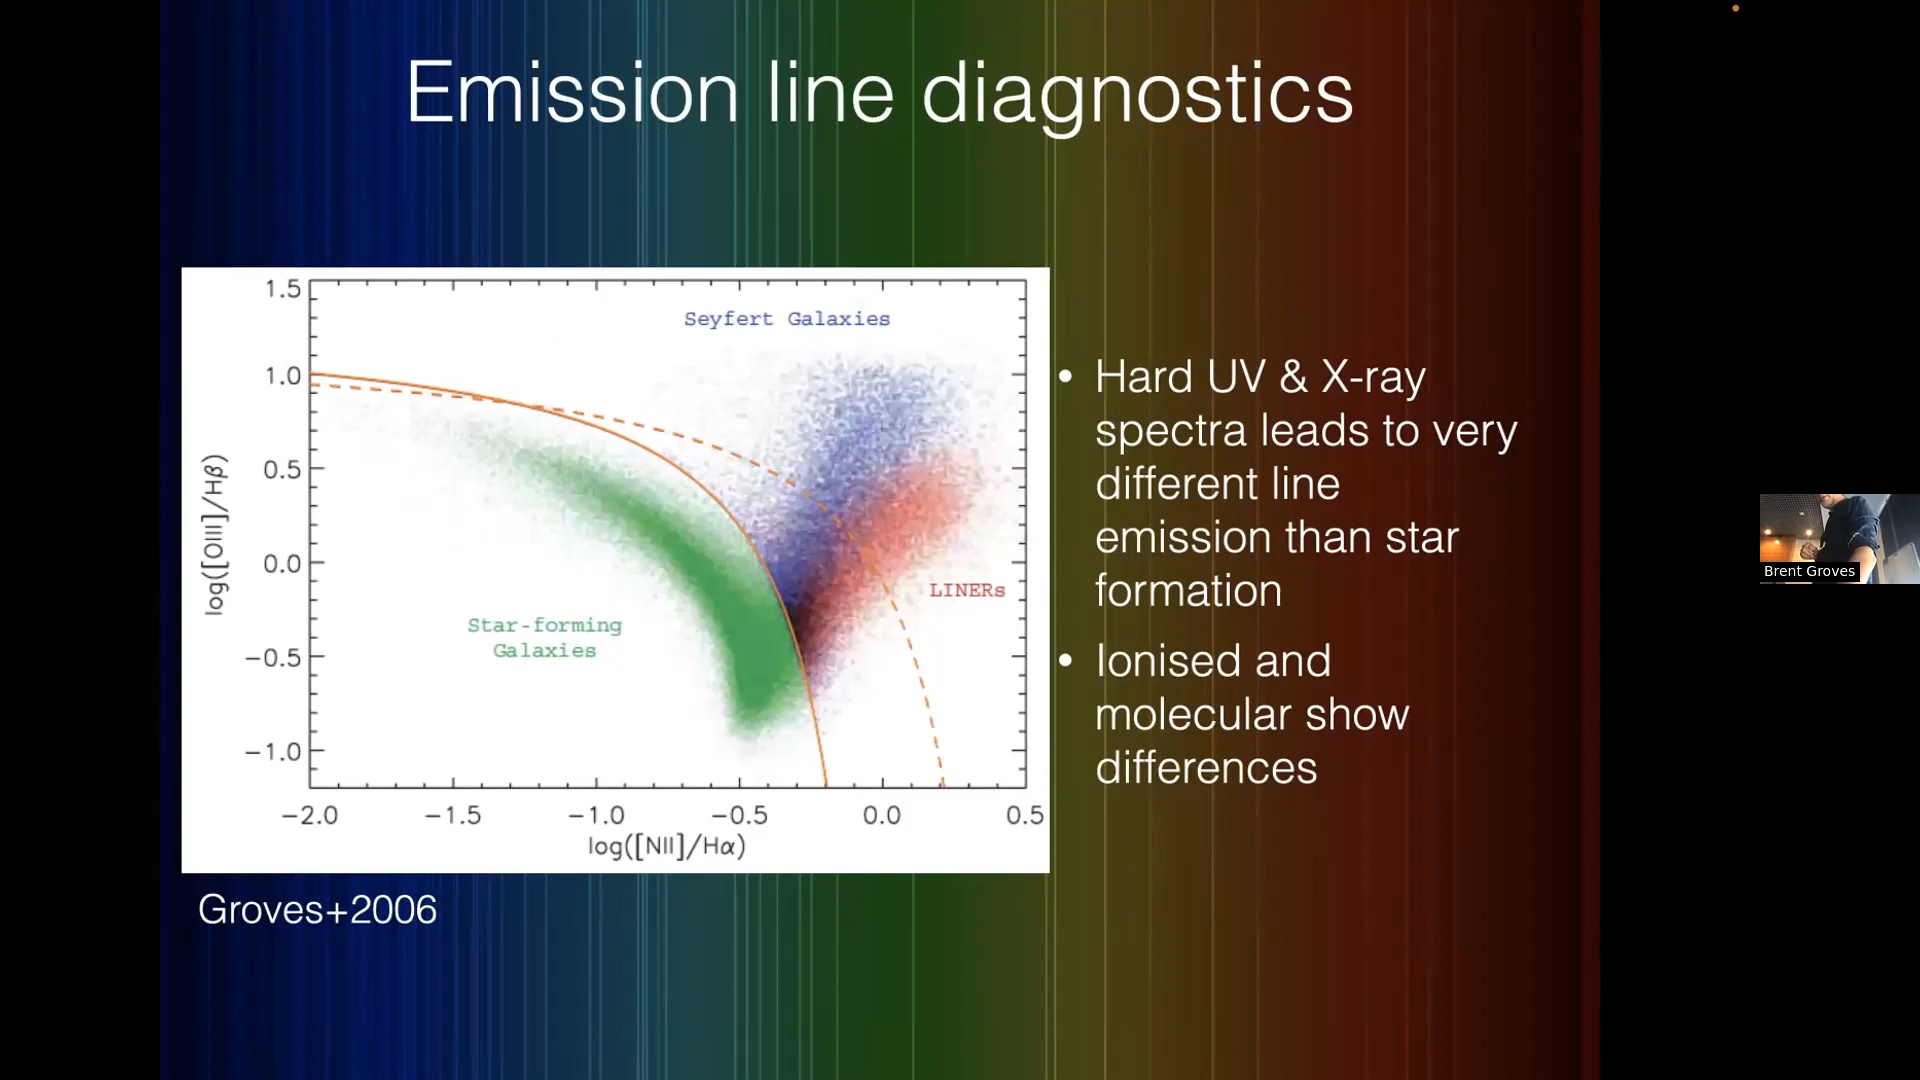 Emission line diagnostics
1.5
1.0
0.5
0.0
−0.5
−1.0
log([OIII]/Hβ)
Seyfert Galaxies
Star-forming
Galaxies
LINERs
−2.0 −1.5 −1.0 −0.5 0.0 0.5
log([NII]/Hα)
Groves+2006
• Hard UV & X-ray
spectra leads to very
different line
emission than star
formation
• Ionised and
molecular show
differences
Brent Groves